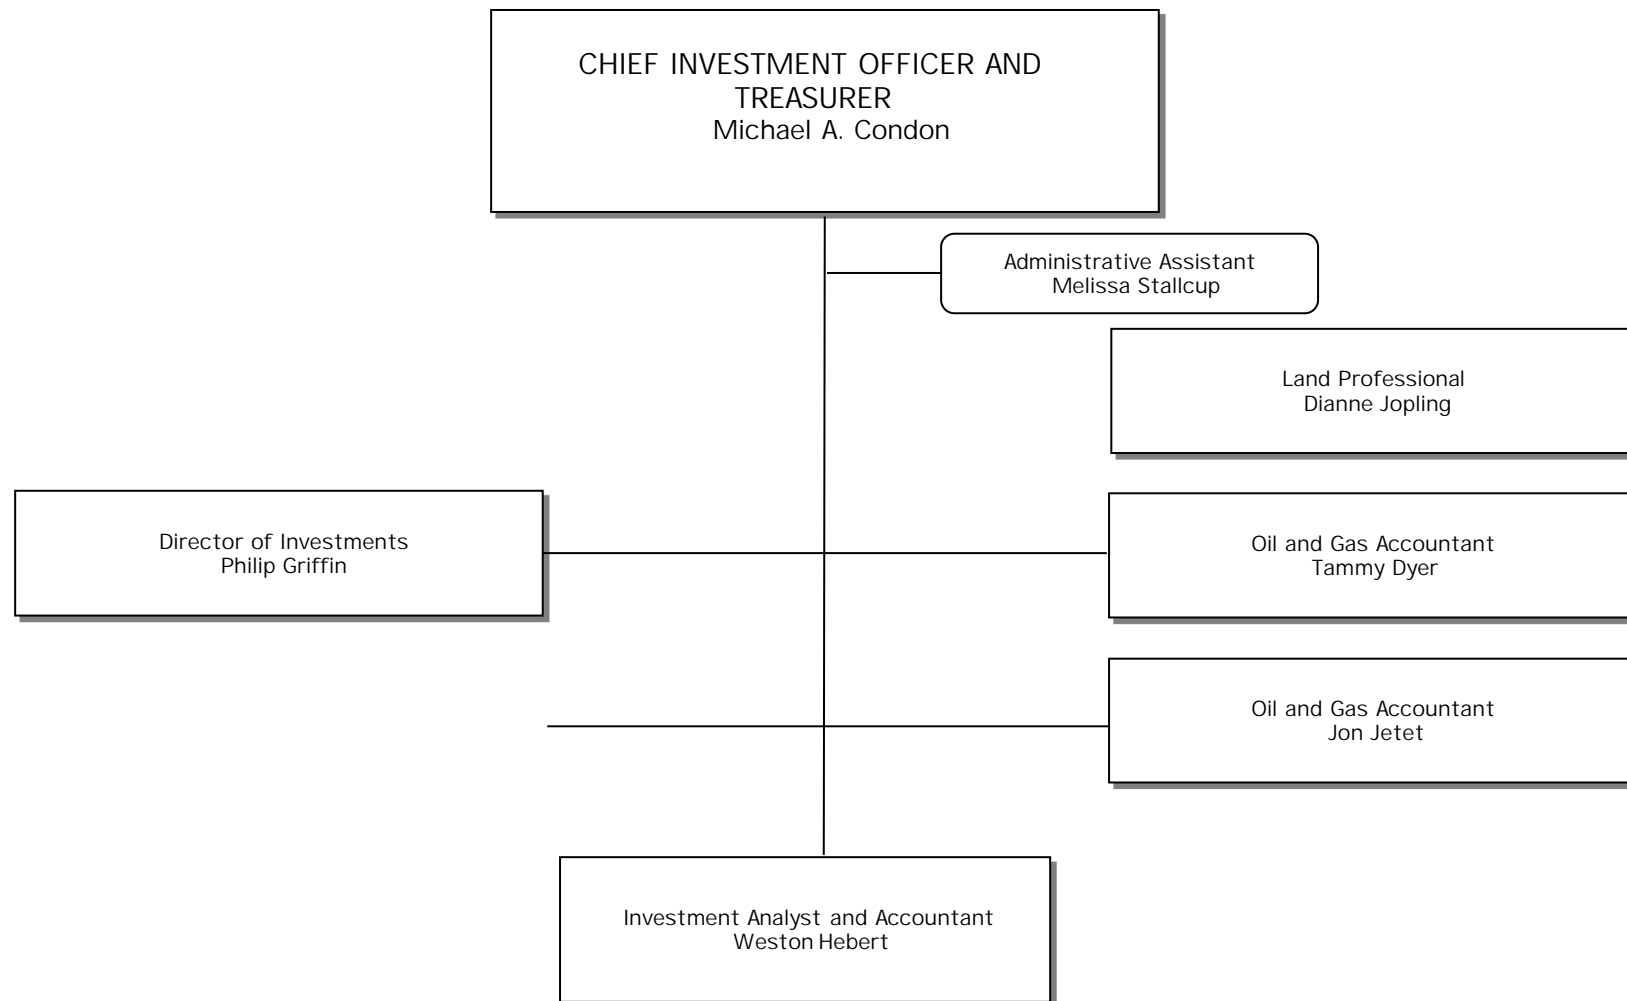 CHIEF INVESTMENT OFFICER AND
TREASURER
Michael A. Condon
Administrative Assistant
Melissa Stallcup
Land Professional
Dianne Jopling
Director of Investments
Philip Griffin
Oil and Gas Accountant
Tammy Dyer
Oil and Gas Accountant
Jon Jetet
Investment Analyst and Accountant
Weston Hebert